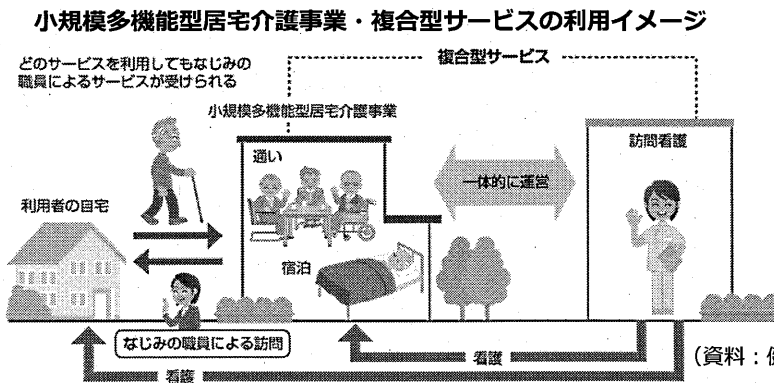 小規模多機能型居宅介護事業・複合型サービスの利用イメージ
どのサービスを利用してもなじみの
職員によるサービスが受けられる
複合型サービス
小規模多機能型居宅介護事業
通い
訪問看護
一体的に運営
利用者の自宅
宿泊
なじみの職員による訪問
看護
看護
(資料:健